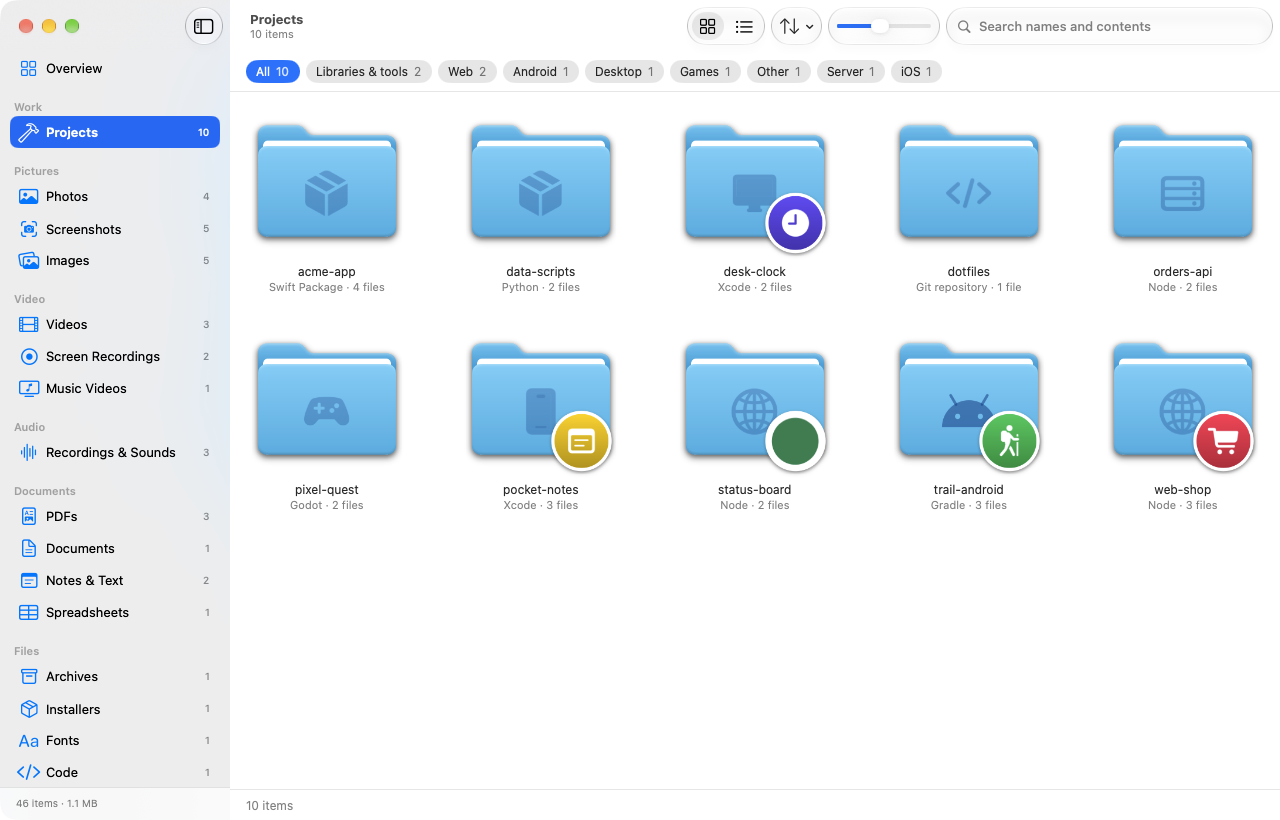 Projects
10 items
Search names and contents
All 10
Libraries & tools 2
Web 2
Android 1
Desktop 1
Games 1
Other 1
Server 1
iOS 1
Overview
Work
Projects 10
Pictures
Photos 4
Screenshots 5
Images 5
Video
Videos 3
Screen Recordings 2
Music Videos 1
Audio
Recordings & Sounds 3
Documents
PDFs 3
Documents 1
Notes & Text 2
Spreadsheets 1
Files
Archives 1
Installers 1
Aa Fonts 1
Code 1
46 items · 1.1 MB
acme-app
Swift Package · 4 files
data-scripts
Python · 2 files
desk-clock
Xcode · 2 files
dotfiles
Git repository · 1 file
orders-api
Node · 2 files
pixel-quest
Godot · 2 files
pocket-notes
Xcode · 3 files
status-board
Node · 2 files
trail-android
Gradle · 3 files
web-shop
Node · 3 files
10 items